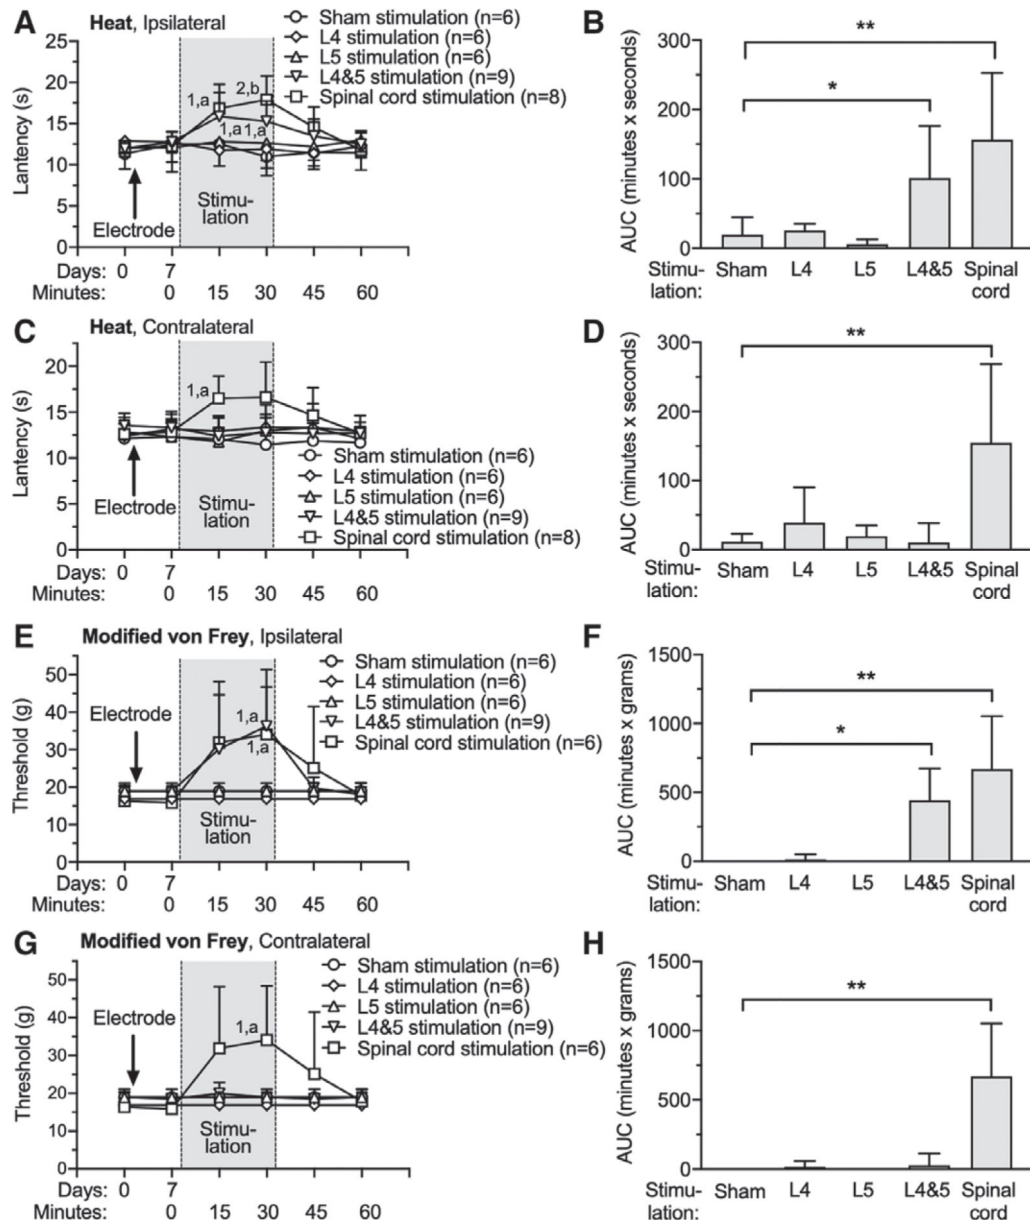 A Heat, Ipsilateral
Sham stimulation (n=6)
L4 stimulation (n=6)
L5 stimulation (n=6)
L4&5 stimulation (n=9)
Spinal cord stimulation (n=8)
Lantency (s)
25
20
15
10
5
0
1,a
2,b
1,a 1,a
Electrode
Stimu-
lation
Days: 0 7
Minutes: 0 15 30 45 60
B
AUC (minutes x seconds)
300
200
100
0
**
*
Stimu-
lation:
Sham L4 L5 L4&5 Spinal
cord
C Heat, Contralateral
Lantency (s)
20
15
10
5
0
1,a
Electrode
Stimu-
lation
Sham stimulation (n=6)
L4 stimulation (n=6)
L5 stimulation (n=6)
L4&5 stimulation (n=9)
Spinal cord stimulation (n=8)
Days: 0 7
Minutes: 0 15 30 45 60
D
AUC (minutes x seconds)
300
200
100
0
**
Stimu-
lation:
Sham L4 L5 L4&5 Spinal
cord
E Modified von Frey, Ipsilateral
Sham stimulation (n=6)
L4 stimulation (n=6)
L5 stimulation (n=6)
L4&5 stimulation (n=9)
Spinal cord stimulation (n=6)
Threshold (g)
50
40
30
20
10
0
Electrode
1,a
1,a
Stimu-
lation
Days: 0 7
Minutes: 0 15 30 45 60
F
AUC (minutes x grams)
1500
1000
500
0
**
*
Stimu-
lation:
Sham L4 L5 L4&5 Spinal
cord
G Modified von Frey, Contralateral
Sham stimulation (n=6)
L4 stimulation (n=6)
L5 stimulation (n=6)
L4&5 stimulation (n=9)
Spinal cord stimulation (n=6)
Threshold (g)
50
40
30
20
10
0
Electrode
1,a
Stimu-
lation
Days: 0 7
Minutes: 0 15 30 45 60
H
AUC (minutes x grams)
1500
1000
500
0
**
Stimu-
lation:
Sham L4 L5 L4&5 Spinal
cord